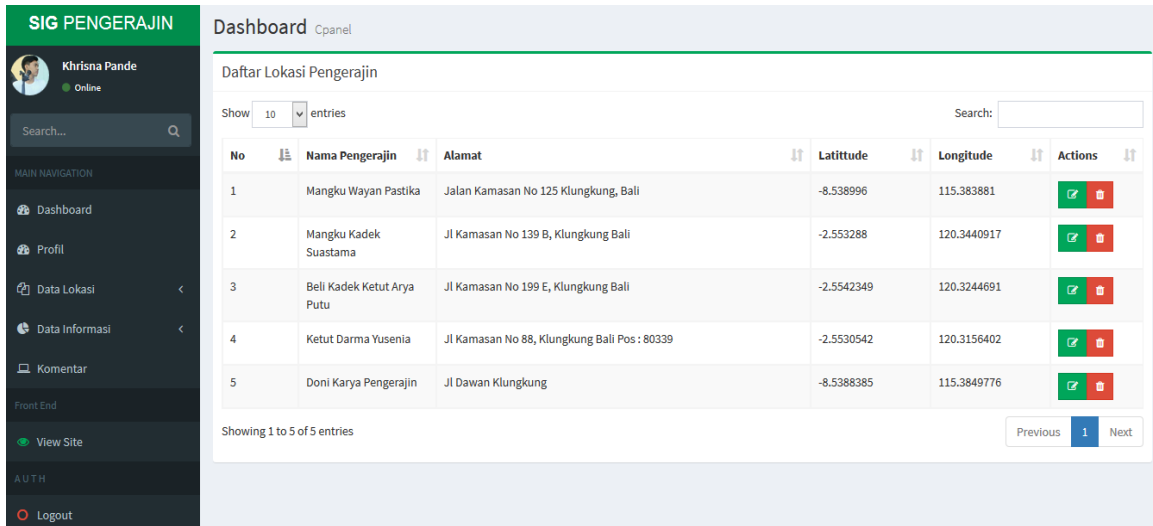 SIG PENGERAJIN
Khrisna Pande
Online
Search...
MAIN NAVIGATION
Dashboard
Profil
Data Lokasi
Data Informasi
Komentar
Front End
View Site
AUTH
Logout
Dashboard Cpanel
Daftar Lokasi Pengerajin
Show 10 entries Search:
No Nama Pengerajin Alamat Latittude Longitude Actions
1 Mangku Wayan Pastika Jalan Kamasan No 125 Klungkung, Bali -8.538996 115.383881
2 Mangku Kadek Jl Kamasan No 139 B, Klungkung Bali -2.553288 120.3440917
Suastama
3 Beli Kadek Ketut Arya Jl Kamasan No 199 E, Klungkung Bali -2.5542349 120.3244691
Putu
4 Ketut Darma Yusenia Jl Kamasan No 88, Klungkung Bali Pos : 80339 -2.5530542 120.3156402
5 Doni Karya Pengerajin Jl Dawan Klungkung -8.5388385 115.3849776
Showing 1 to 5 of 5 entries Previous 1 Next